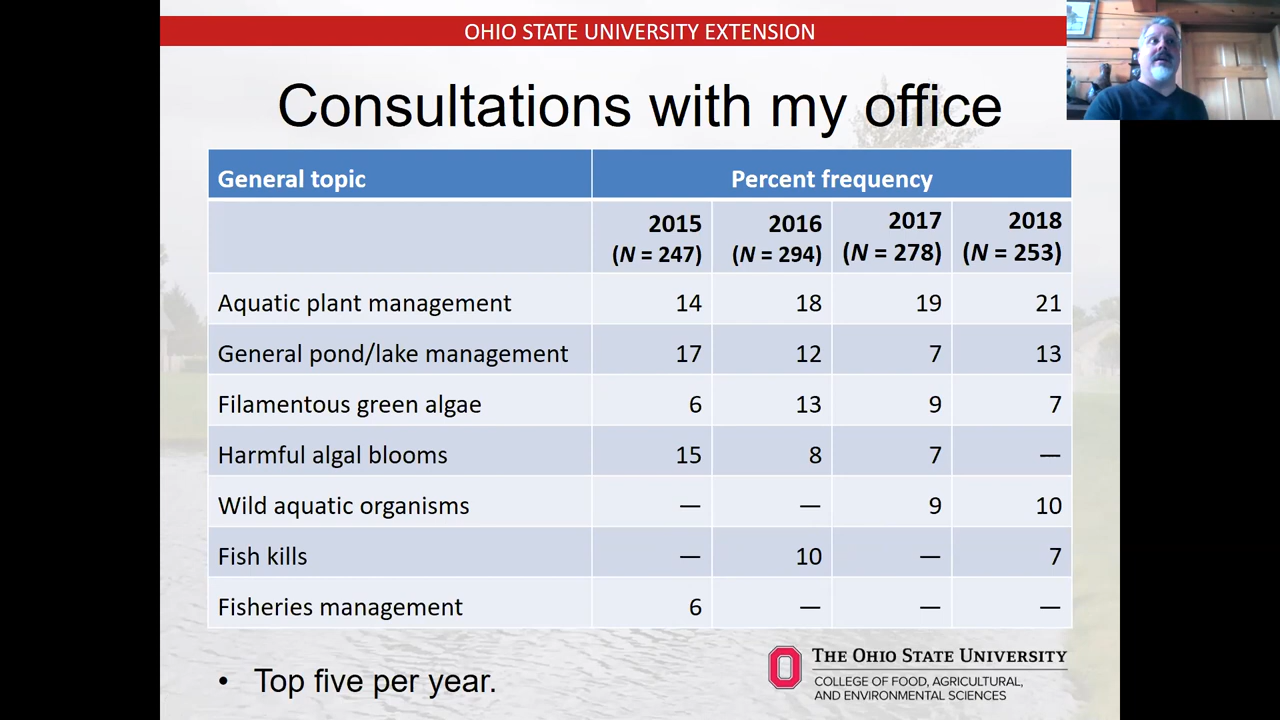 OHIO STATE UNIVERSITY EXTENSION
Consultations with my office
General topic Percent frequency
2015 2016 2017 2018
(N = 247) (N = 294) (N = 278) (N = 253)
Aquatic plant management 14 18 19 21
General pond/lake management 17 12 7 13
Filamentous green algae 6 13 9 7
Harmful algal blooms 15 8 7 —
Wild aquatic organisms — — 9 10
Fish kills — 10 — 7
Fisheries management 6 — — —
• Top five per year.
THE OHIO STATE UNIVERSITY
COLLEGE OF FOOD, AGRICULTURAL,
AND ENVIRONMENTAL SCIENCES